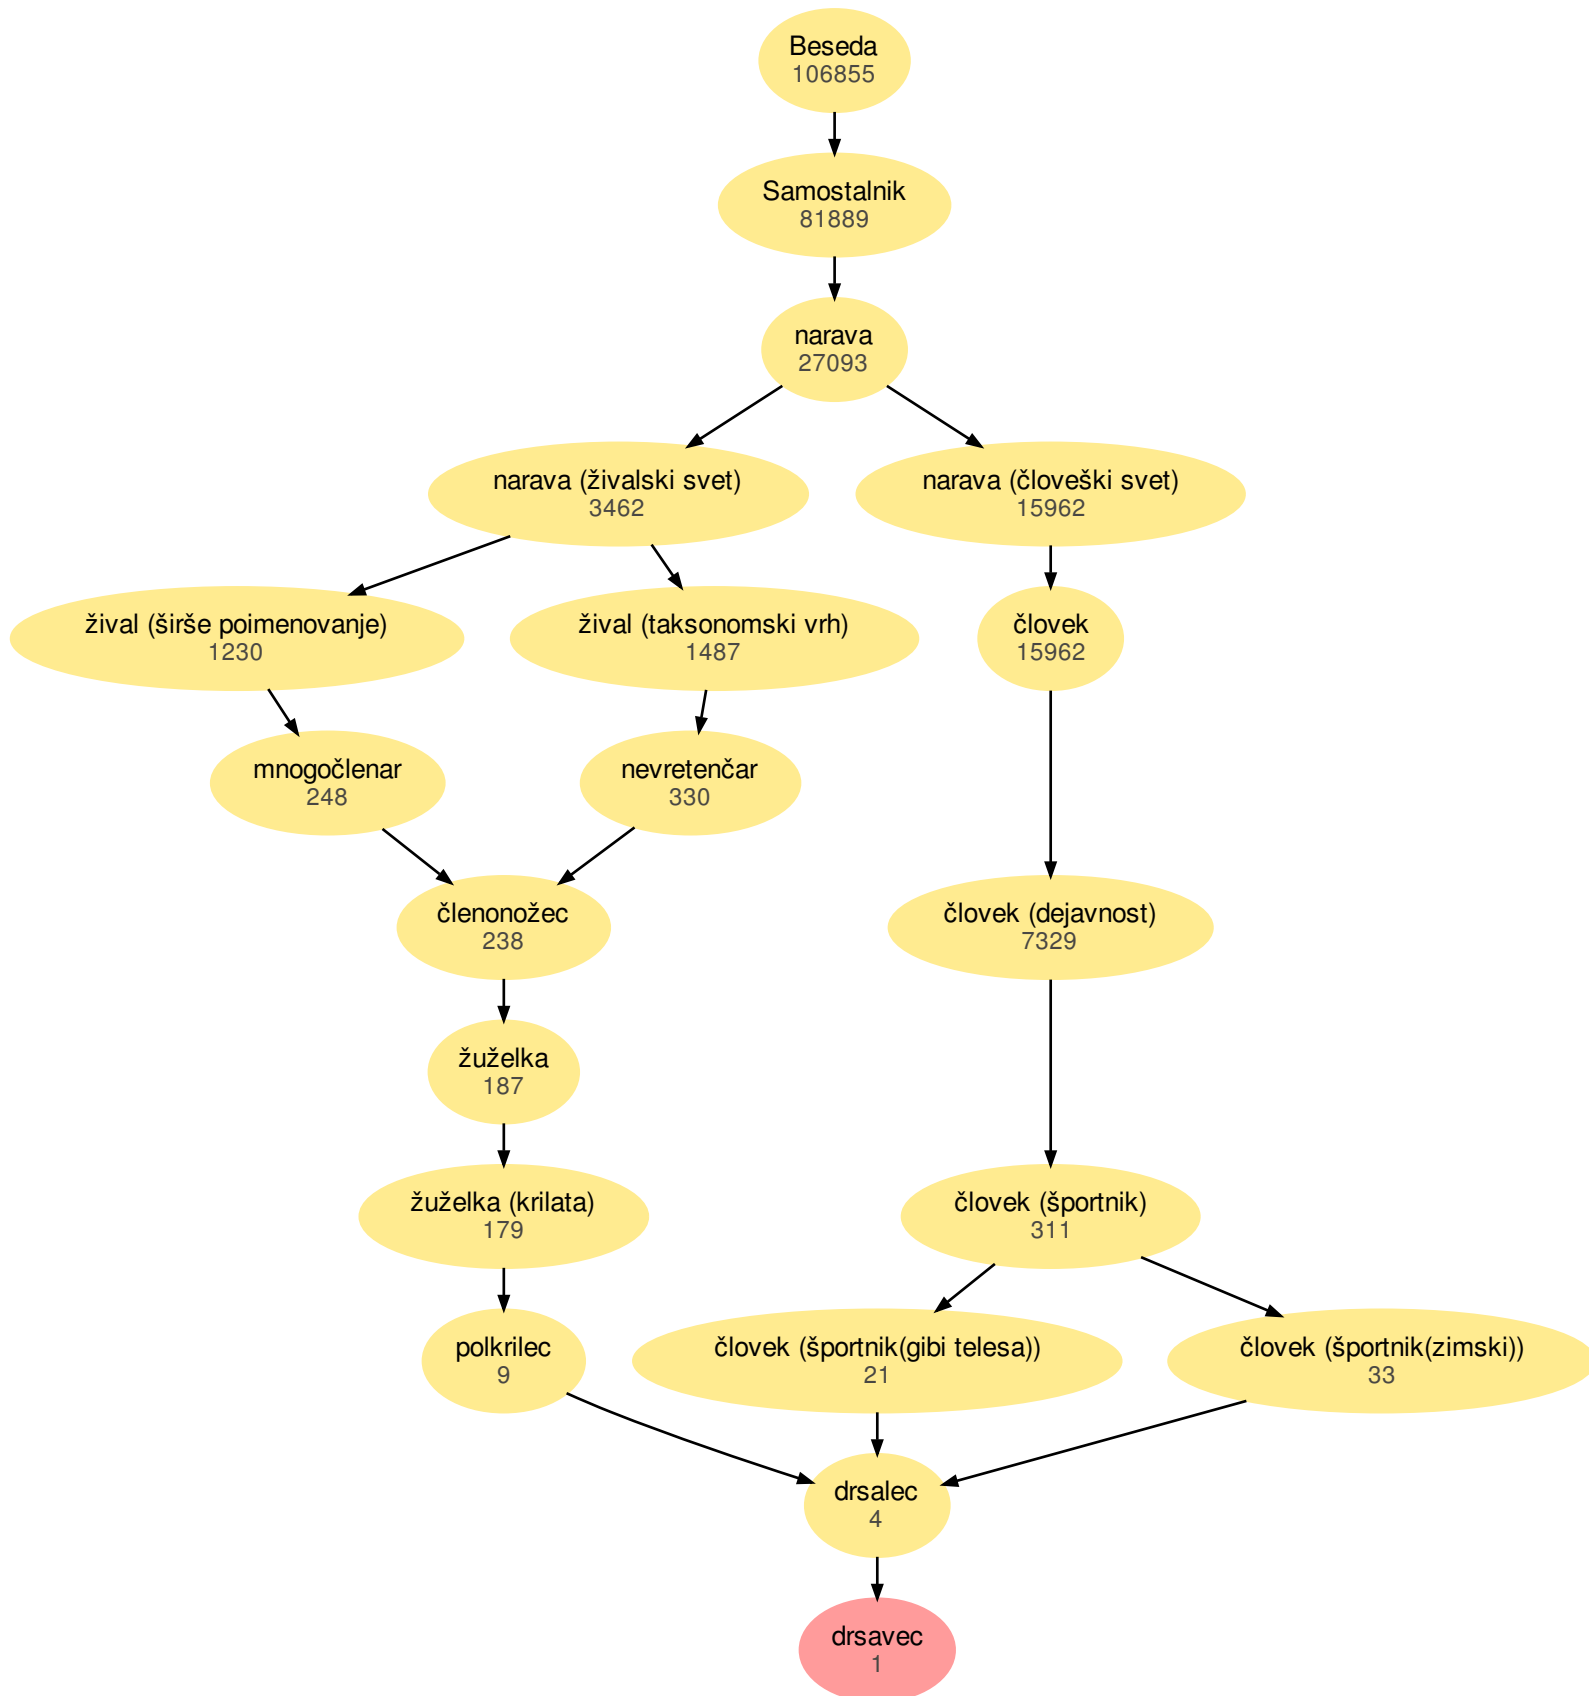 Beseda
106855
Samostalnik
81889
narava
27093
narava (živalski svet)
3462
narava (človeški svet)
15962
žival (širše poimenovanje)
1230
žival (taksonomski vrh)
1487
človek
15962
mnogočlenar
248
nevretenčar
330
členonožec
238
človek (dejavnost)
7329
žuželka
187
žuželka (krilata)
179
človek (športnik)
311
polkrilec
9
človek (športnik(gibi telesa))
21
človek (športnik(zimski))
33
drsalec
4
drsavec
1